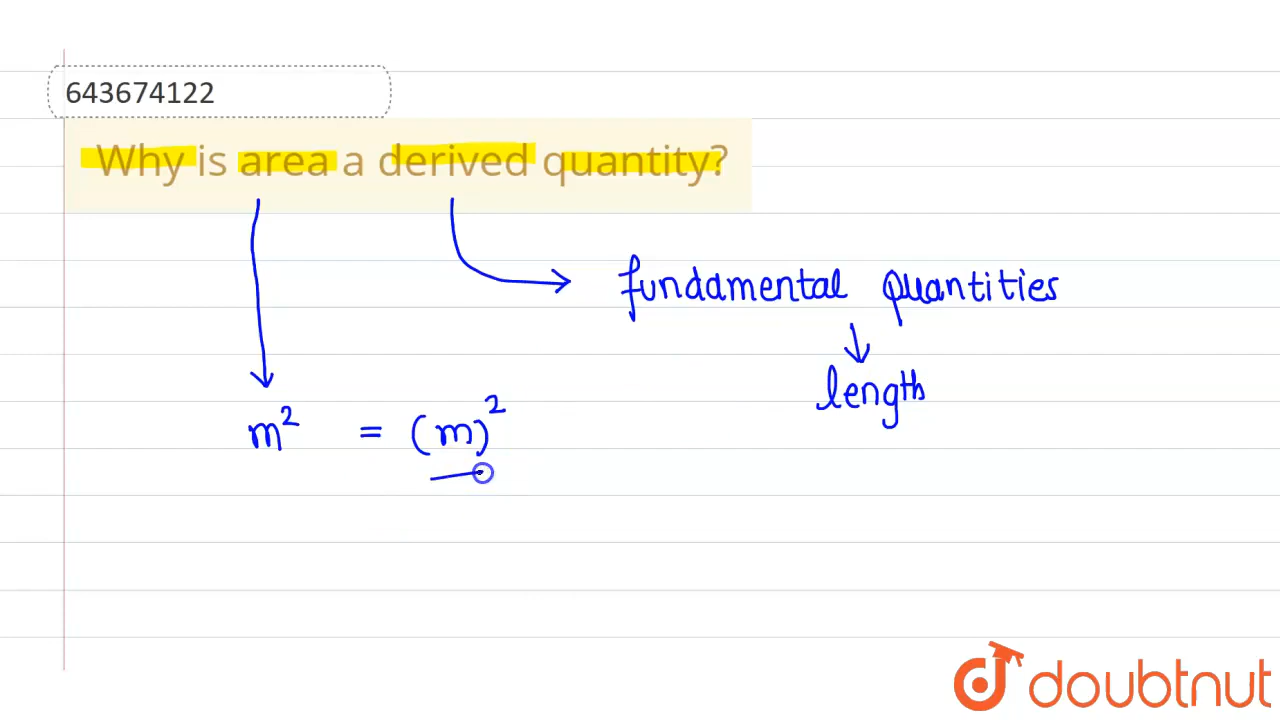 643674122
Why is area a derived quantity?
fundamental quantities
length
m² = (m)²
doubtnut